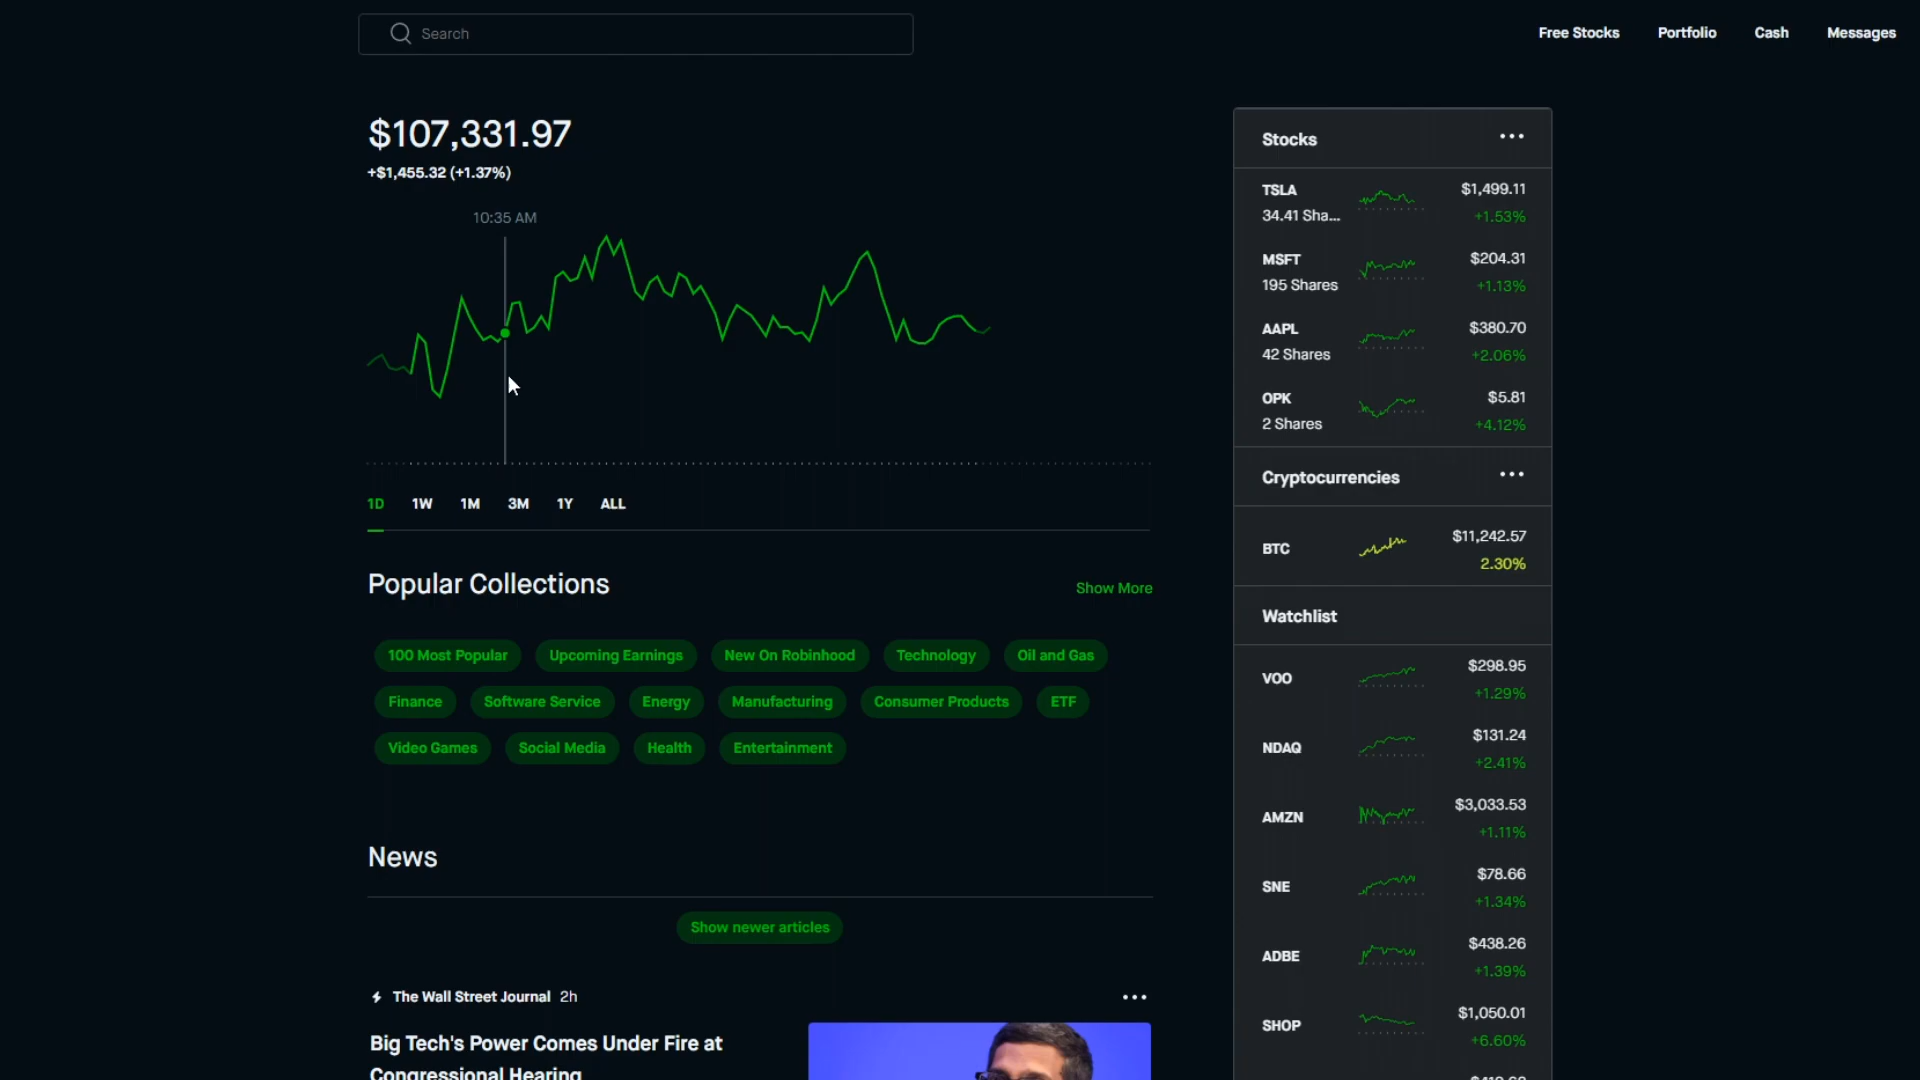 Search
Free Stocks
Portfolio
Cash
Messages
$107,331.97
+$1,455.32 (+1.37%)
10:35 AM
1D 1W 1M 3M 1Y ALL
Popular Collections
Show More
100 Most Popular
Upcoming Earnings
New On Robinhood
Technology
Oil and Gas
Finance
Software Service
Energy
Manufacturing
Consumer Products
ETF
Video Games
Social Media
Health
Entertainment
News
Show newer articles
The Wall Street Journal 2h
Big Tech's Power Comes Under Fire at
Congressional Hearing
Stocks
TSLA $1,499.11
34.41 Sha... +1.53%
MSFT $204.31
195 Shares +1.13%
AAPL $380.70
42 Shares +2.06%
OPK $5.81
2 Shares +4.12%
Cryptocurrencies
BTC $11,242.57
2.30%
Watchlist
VOO $298.95
+1.29%
NDAQ $131.24
+2.41%
AMZN $3,033.53
+1.11%
SNE $78.66
+1.34%
ADBE $438.26
+1.39%
SHOP $1,050.01
+6.60%